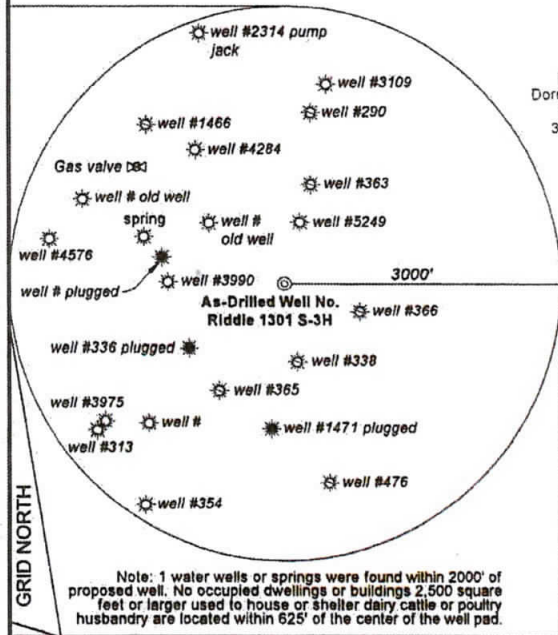 well #2314 pump
jack
well #3109
well #290
well #1466
well #4284
Gas valve
well #363
well # old well
spring
well #
old well
well #5249
well #4576
well #3990
3000'
well # plugged
As-Drilled Well No.
Riddle 1301 S-3H
well #366
well #336 plugged
well #338
well #365
well #3975
well #
well #1471 plugged
well #313
well #476
well #354
GRID NORTH
Note: 1 water wells or springs were found within 2000' of
proposed well. No occupied dwellings or buildings 2,500 square
feet or larger used to house or shelter dairy cattle or poultry
husbandry are located within 625' of the center of the well pad.
3